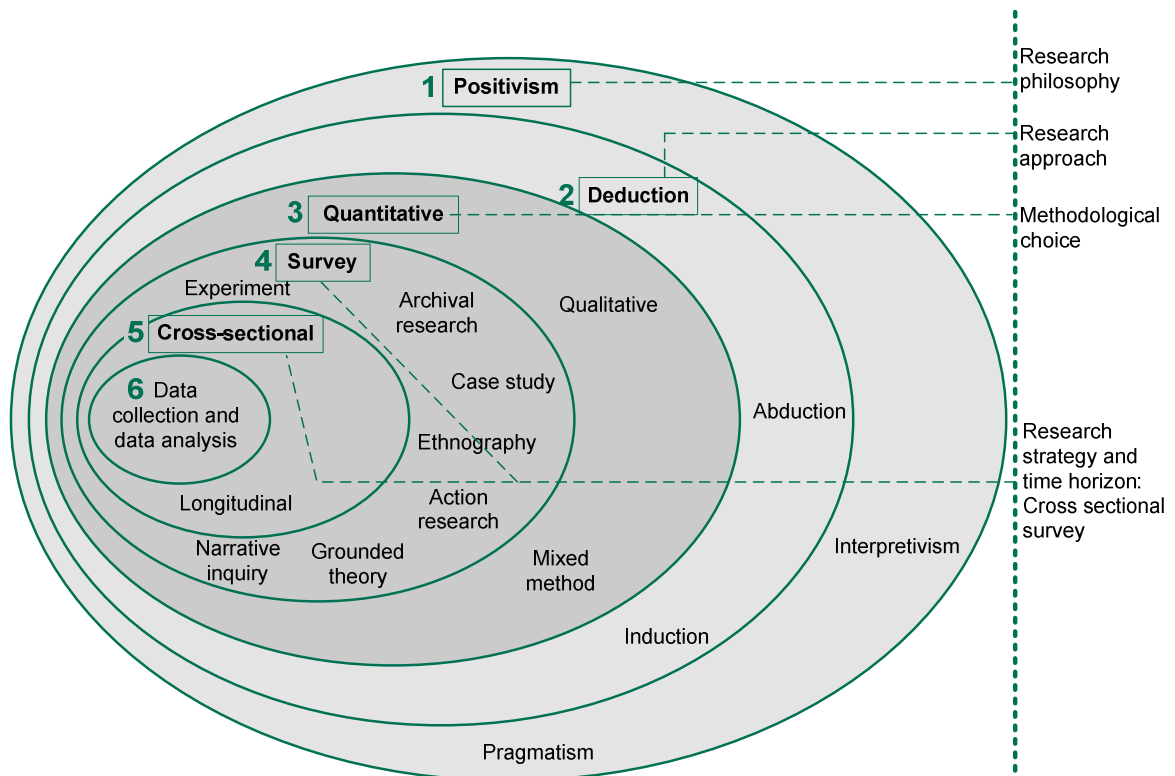 1 Positivism
Research
philosophy
Research
approach
2 Deduction
3 Quantitative
Methodological
choice
4 Survey
Experiment
Archival
research
Qualitative
5 Cross-sectional
Case study
6 Data
collection and
data analysis
Abduction
Ethnography
Research
strategy and
time horizon:
Cross sectional
survey
Longitudinal
Action
research
Narrative
inquiry
Grounded
theory
Mixed
method
Interpretivism
Induction
Pragmatism